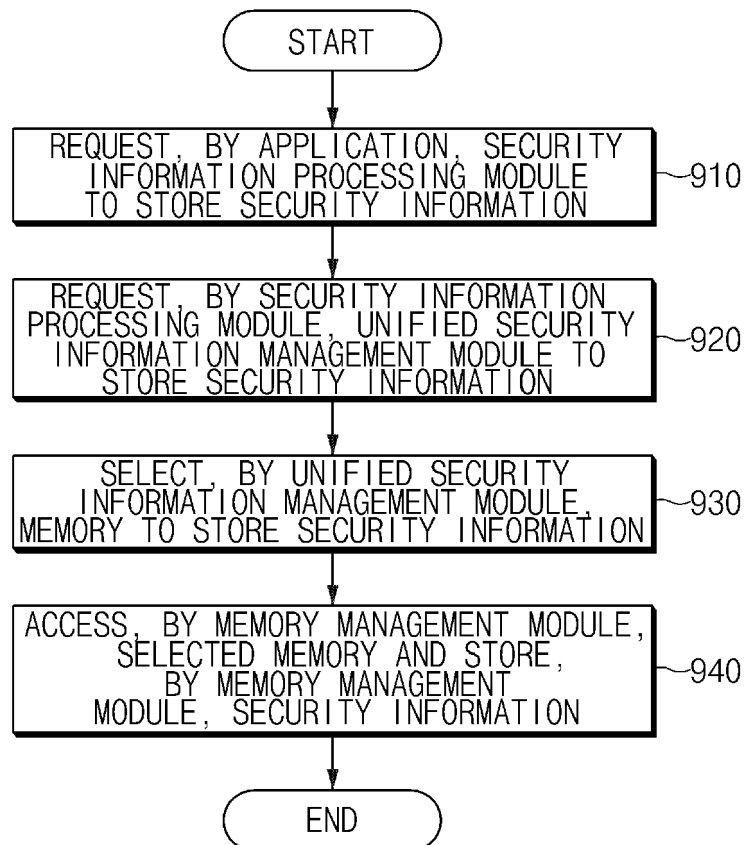 START
REQUEST, BY APPLICATION, SECURITY
INFORMATION PROCESSING MODULE
TO STORE SECURITY INFORMATION
910
REQUEST, BY SECURITY INFORMATION
PROCESSING MODULE, UNIFIED SECURITY
INFORMATION MANAGEMENT MODULE TO
STORE SECURITY INFORMATION
920
SELECT, BY UNIFIED SECURITY
INFORMATION MANAGEMENT MODULE,
MEMORY TO STORE SECURITY INFORMATION
930
ACCESS, BY MEMORY MANAGEMENT MODULE,
SELECTED MEMORY AND STORE,
BY MEMORY MANAGEMENT
MODULE, SECURITY INFORMATION
940
END